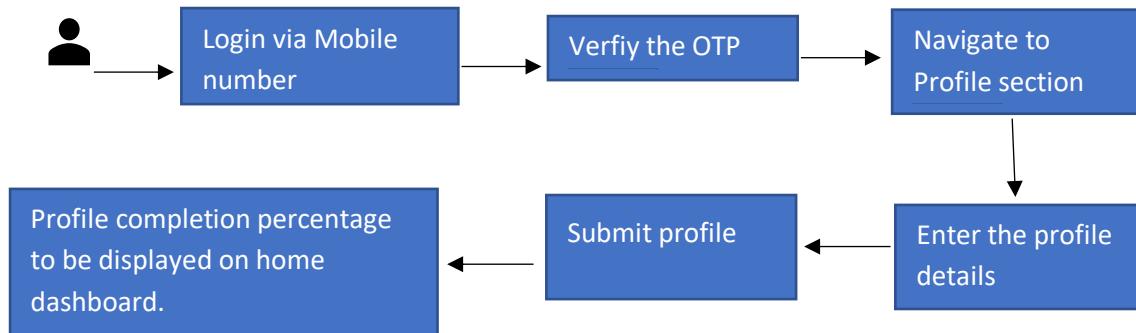 Login via Mobile
number
Verfiy the OTP
Navigate to
Profile section
Enter the profile
details
Submit profile
Profile completion percentage
to be displayed on home
dashboard.